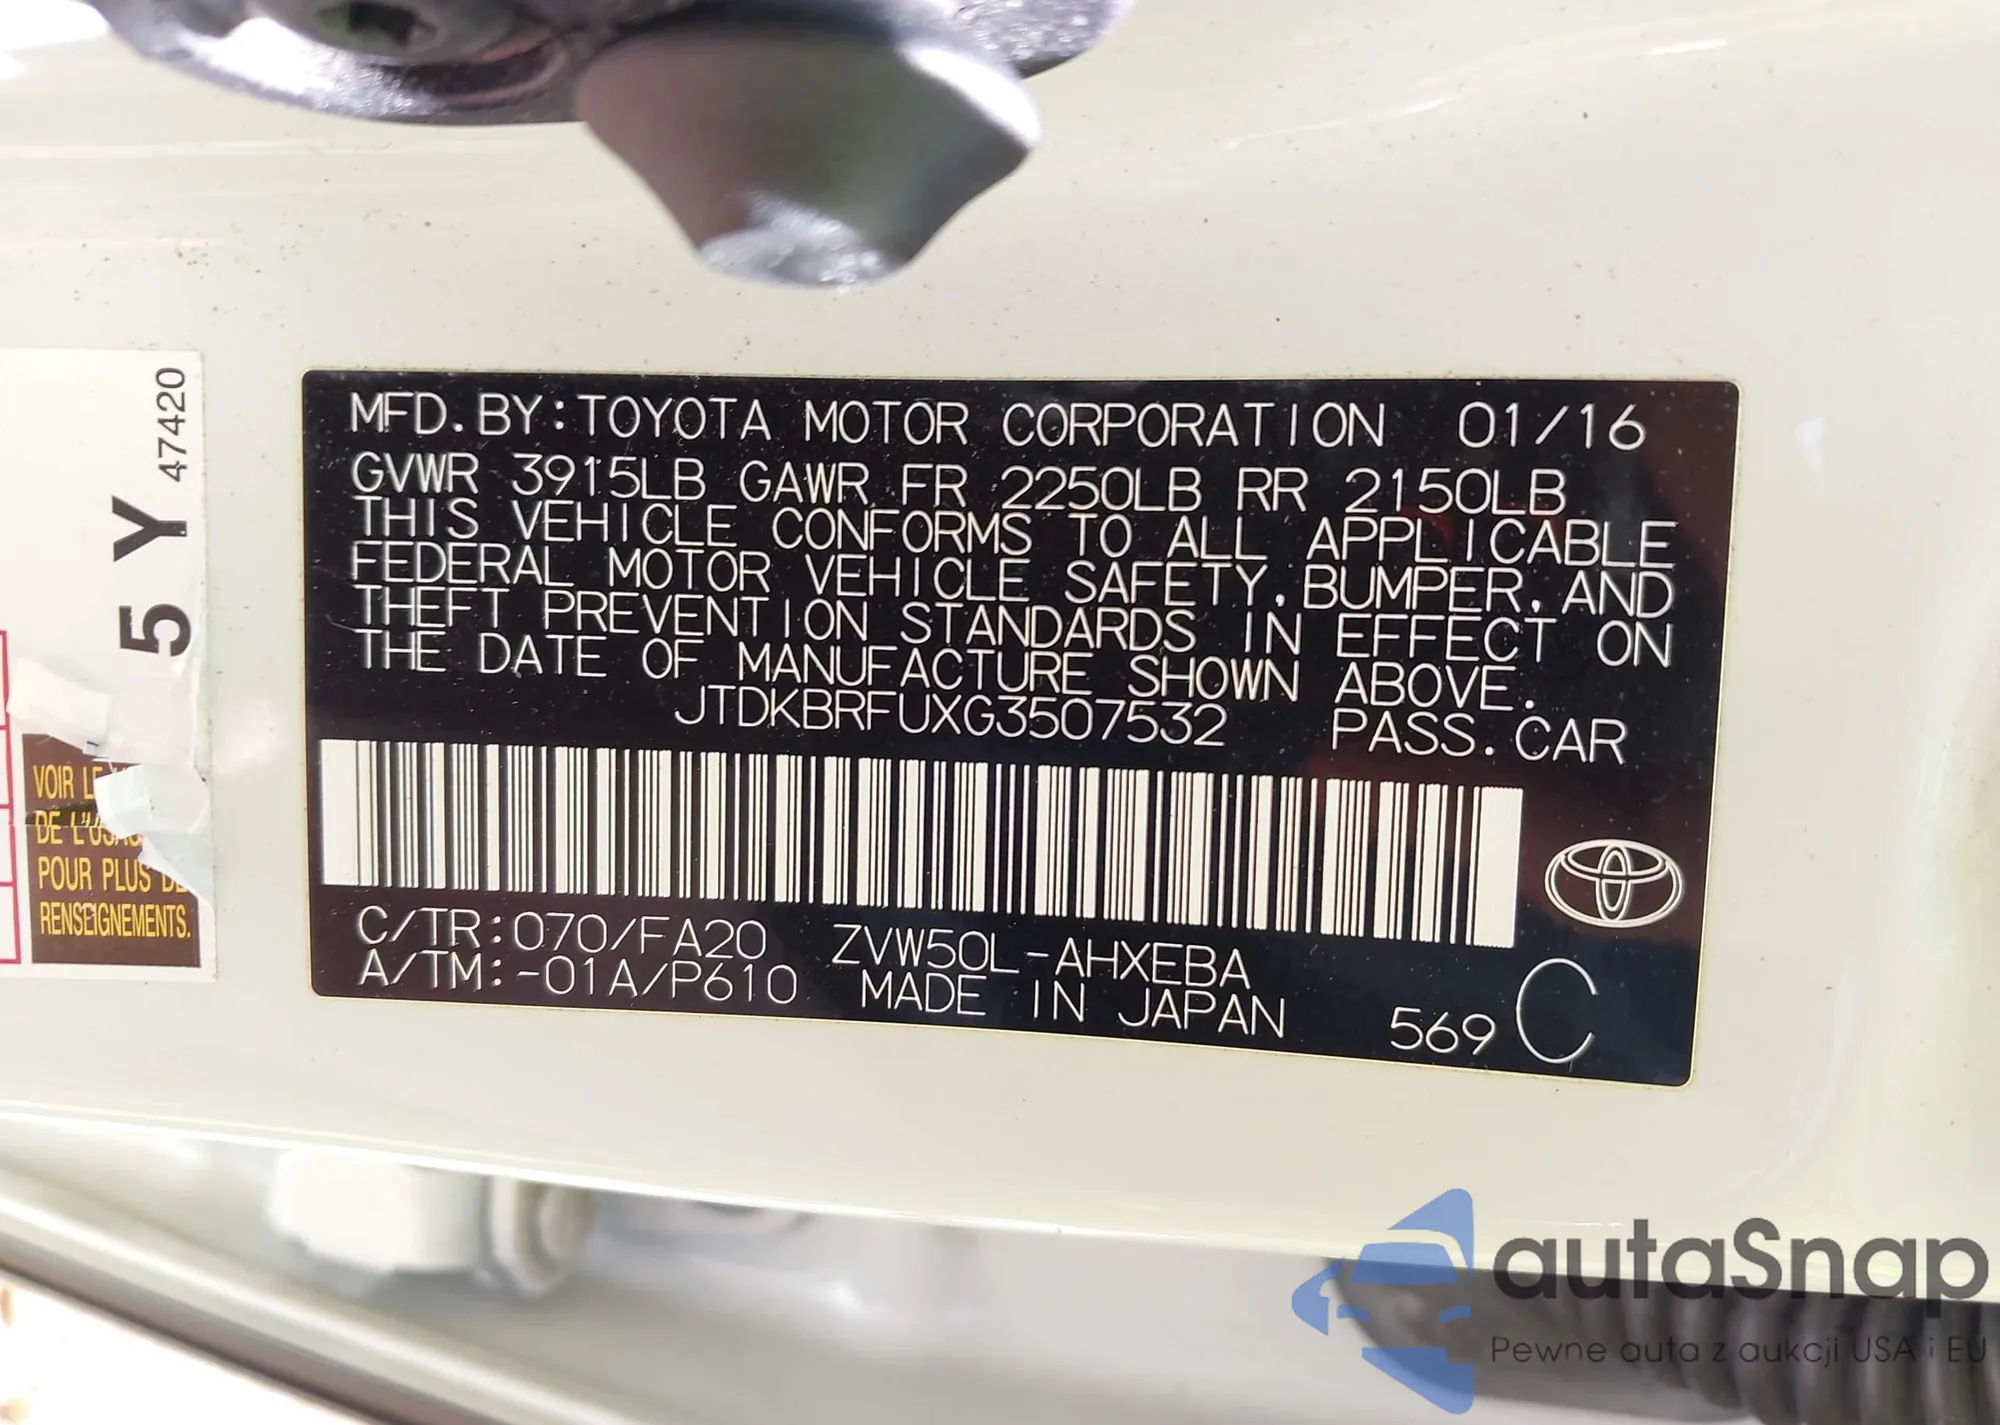 MFD. BY: TOYOTA MOTOR CORPORATION 01/16
GVWR 3915LB GAWR FR 2250LB RR 2150LB
THIS VEHICLE CONFORMS TO ALL APPLICABLE
FEDERAL MOTOR VEHICLE SAFETY, BUMPER, AND
THEFT PREVENTION STANDARDS IN EFFECT ON
THE DATE OF MANUFACTURE SHOWN ABOVE.
JTDKBRFUXG3507532 PASS. CAR
C/TR: 070/FA20 ZVW50L-AHXEBA
A/TM: -01A/P610 MADE IN JAPAN 569 C
5Y 47420
VOIR LE
DE L'USAG
POUR PLUS DE
RENSEIGNEMENTS.
autaSnap
Pewne auta z aukcji USA i EU